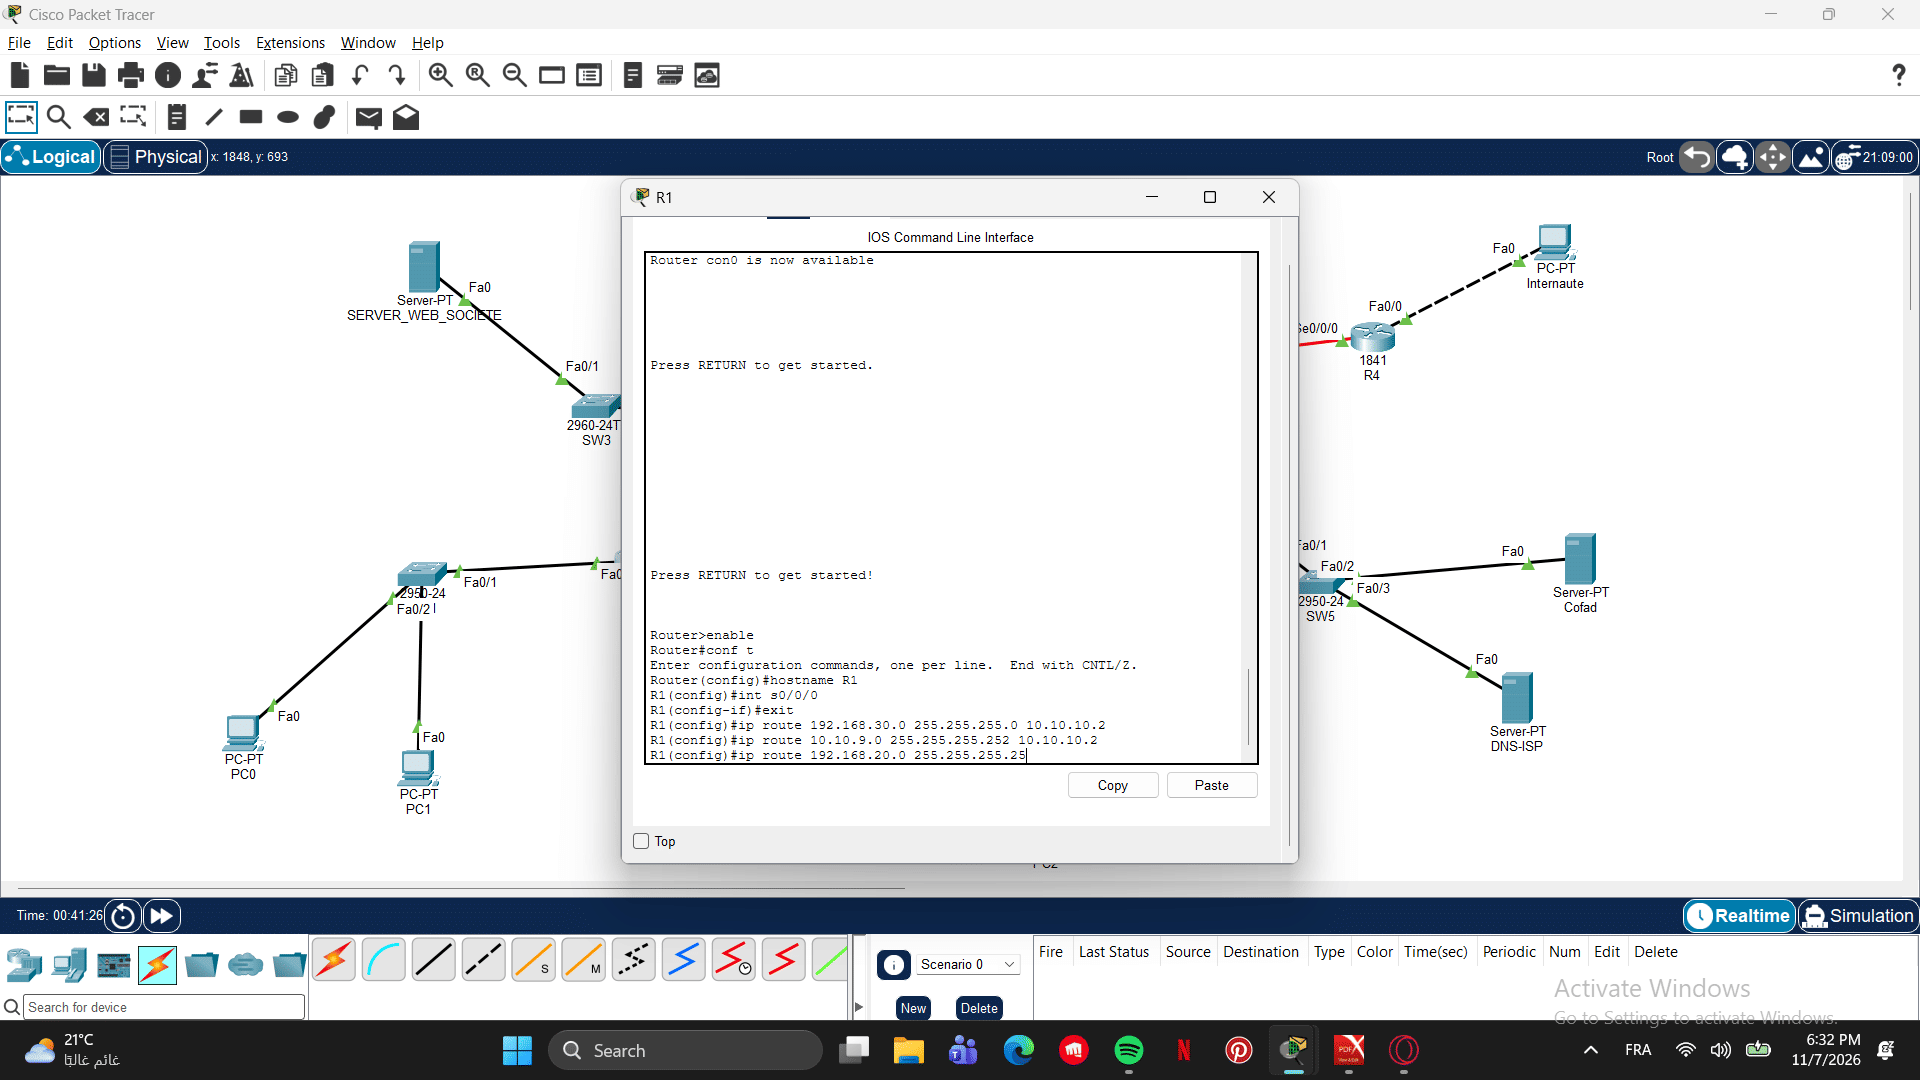 Cisco Packet Tracer
File Edit Options View Tools Extensions Window Help
Logical Physical x: 1848, y: 693 Root 21:09:00
R1
IOS Command Line Interface
Router con0 is now available
Press RETURN to get started.
Press RETURN to get started!
Router>enable
Router#conf t
Enter configuration commands, one per line.  End with CNTL/Z.
Router(config)#hostname R1
R1(config)#int s0/0/0
R1(config-if)#exit
R1(config)#ip route 192.168.30.0 255.255.255.0 10.10.10.2
R1(config)#ip route 10.10.9.0 255.255.255.252 10.10.10.2
R1(config)#ip route 192.168.20.0 255.255.255.25
Copy Paste
Top
Fa0
Server-PT
SERVER_WEB_SOCIETE
Fa0/1
2960-24T
SW3
Fa0/1
2950-24
Fa0/2
Fa0
PC-PT
PC0
Fa0
PC-PT
PC1
Fa0
PC-PT
Internaute
Fa0/0
Se0/0/0
1841
R4
Fa0/1
Fa0/2
Fa0/3
2950-24
SW5
Fa0
Server-PT
Cofad
Fa0
Server-PT
DNS-ISP
PC2
Time: 00:41:26 Realtime Simulation
S M
Search for device
Scenario 0
New Delete
Fire Last Status Source Destination Type Color Time(sec) Periodic Num Edit Delete
Activate Windows
Go to Settings to activate Windows.
21°C
غائم غالبًا
Search
FRA
6:32 PM
11/7/2026